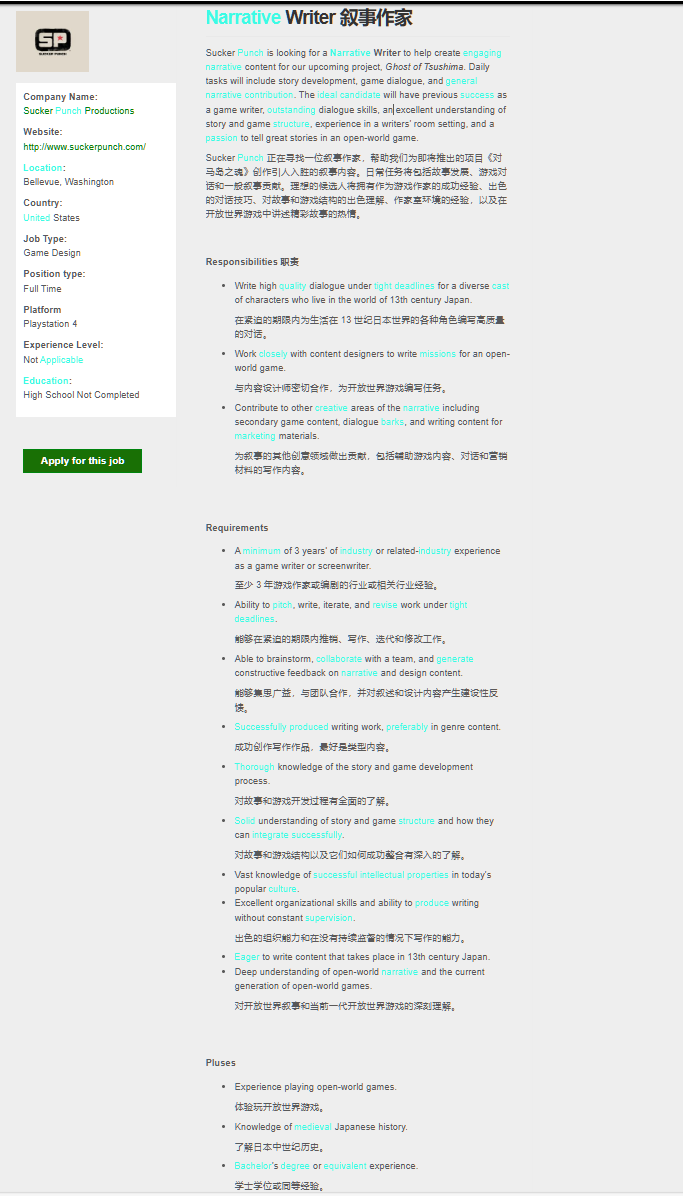 SP
SUCKER PUNCH
Company Name:
Sucker Punch Productions
Website:
http://www.suckerpunch.com/
Location:
Bellevue, Washington
Country:
United States
Job Type:
Game Design
Position type:
Full Time
Platform
Playstation 4
Experience Level:
Not Applicable
Education:
High School Not Completed
Apply for this job
Narrative Writer 叙事作家
Sucker Punch is looking for a Narrative Writer to help create engaging
narrative content for our upcoming project, Ghost of Tsushima. Daily
tasks will include story development, game dialogue, and general
narrative contribution. The ideal candidate will have previous success as
a game writer, outstanding dialogue skills, an excellent understanding of
story and game structure, experience in a writers' room setting, and a
passion to tell great stories in an open-world game.
Sucker Punch 正在寻找一位叙事作家，帮助我们为即将推出的项目《对
马岛之魂》创作引人入胜的叙事内容。日常任务将包括故事发展、游戏对
话和一般叙事贡献。理想的候选人将拥有作为游戏作家的成功经验、出色
的对话技巧、对故事和游戏结构的出色理解、作家室环境的经验，以及在
开放世界游戏中讲述精彩故事的热情。
Responsibilities 职责
• Write high quality dialogue under tight deadlines for a diverse cast
of characters who live in the world of 13th century Japan.
在紧迫的期限内为生活在 13 世纪日本世界的各种角色编写高质量
的对话。
• Work closely with content designers to write missions for an open-
world game.
与内容设计师密切合作，为开放世界游戏编写任务。
• Contribute to other creative areas of the narrative including
secondary game content, dialogue barks, and writing content for
marketing materials.
为叙事的其他创意领域做出贡献，包括辅助游戏内容、对话和营销
材料的写作内容。
Requirements
• A minimum of 3 years' of industry or related-industry experience
as a game writer or screenwriter.
至少 3 年游戏作家或编剧的行业或相关行业经验。
• Ability to pitch, write, iterate, and revise work under tight
deadlines.
能够在紧迫的期限内推销、写作、迭代和修改工作。
• Able to brainstorm, collaborate with a team, and generate
constructive feedback on narrative and design content.
能够集思广益，与团队合作，并对叙述和设计内容产生建设性反
馈。
• Successfully produced writing work, preferably in genre content.
成功创作写作作品，最好是类型内容。
• Thorough knowledge of the story and game development
process.
对故事和游戏开发过程有全面的了解。
• Solid understanding of story and game structure and how they
can integrate successfully.
对故事和游戏结构以及它们如何成功整合有深入的了解。
• Vast knowledge of successful intellectual properties in today's
popular culture.
• Excellent organizational skills and ability to produce writing
without constant supervision.
出色的组织能力和在没有持续监督的情况下写作的能力。
• Eager to write content that takes place in 13th century Japan.
• Deep understanding of open-world narrative and the current
generation of open-world games.
对开放世界叙事和当前一代开放世界游戏的深刻理解。
Pluses
• Experience playing open-world games.
体验玩开放世界游戏。
• Knowledge of medieval Japanese history.
了解日本中世纪历史。
• Bachelor's degree or equivalent experience.
学士学位或同等经验。